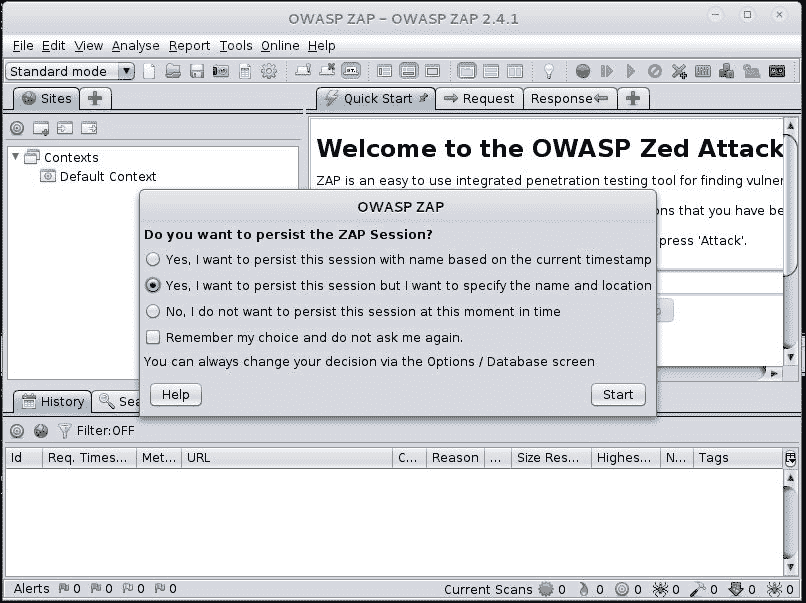 OWASP ZAP – OWASP ZAP 2.4.1
File Edit View Analyse Report Tools Online Help
Standard mode
Sites
Quick Start
Request
Response
Contexts
Default Context
Welcome to the OWASP Zed Attack
ZAP is an easy to use integrated penetration testing tool for finding vulner
ons that you have be
press 'Attack'.
OWASP ZAP
Do you want to persist the ZAP Session?
Yes, I want to persist this session with name based on the current timestamp
Yes, I want to persist this session but I want to specify the name and location
No, I do not want to persist this session at this moment in time
Remember my choice and do not ask me again.
You can always change your decision via the Options / Database screen
Help Start
History Sea
Filter:OFF
Id Req. Times... Met... URL C... Reason ... Size Res... Highes... N... Tags
Alerts 0 0 0 0 Current Scans 0 0 0 0 0 0 0